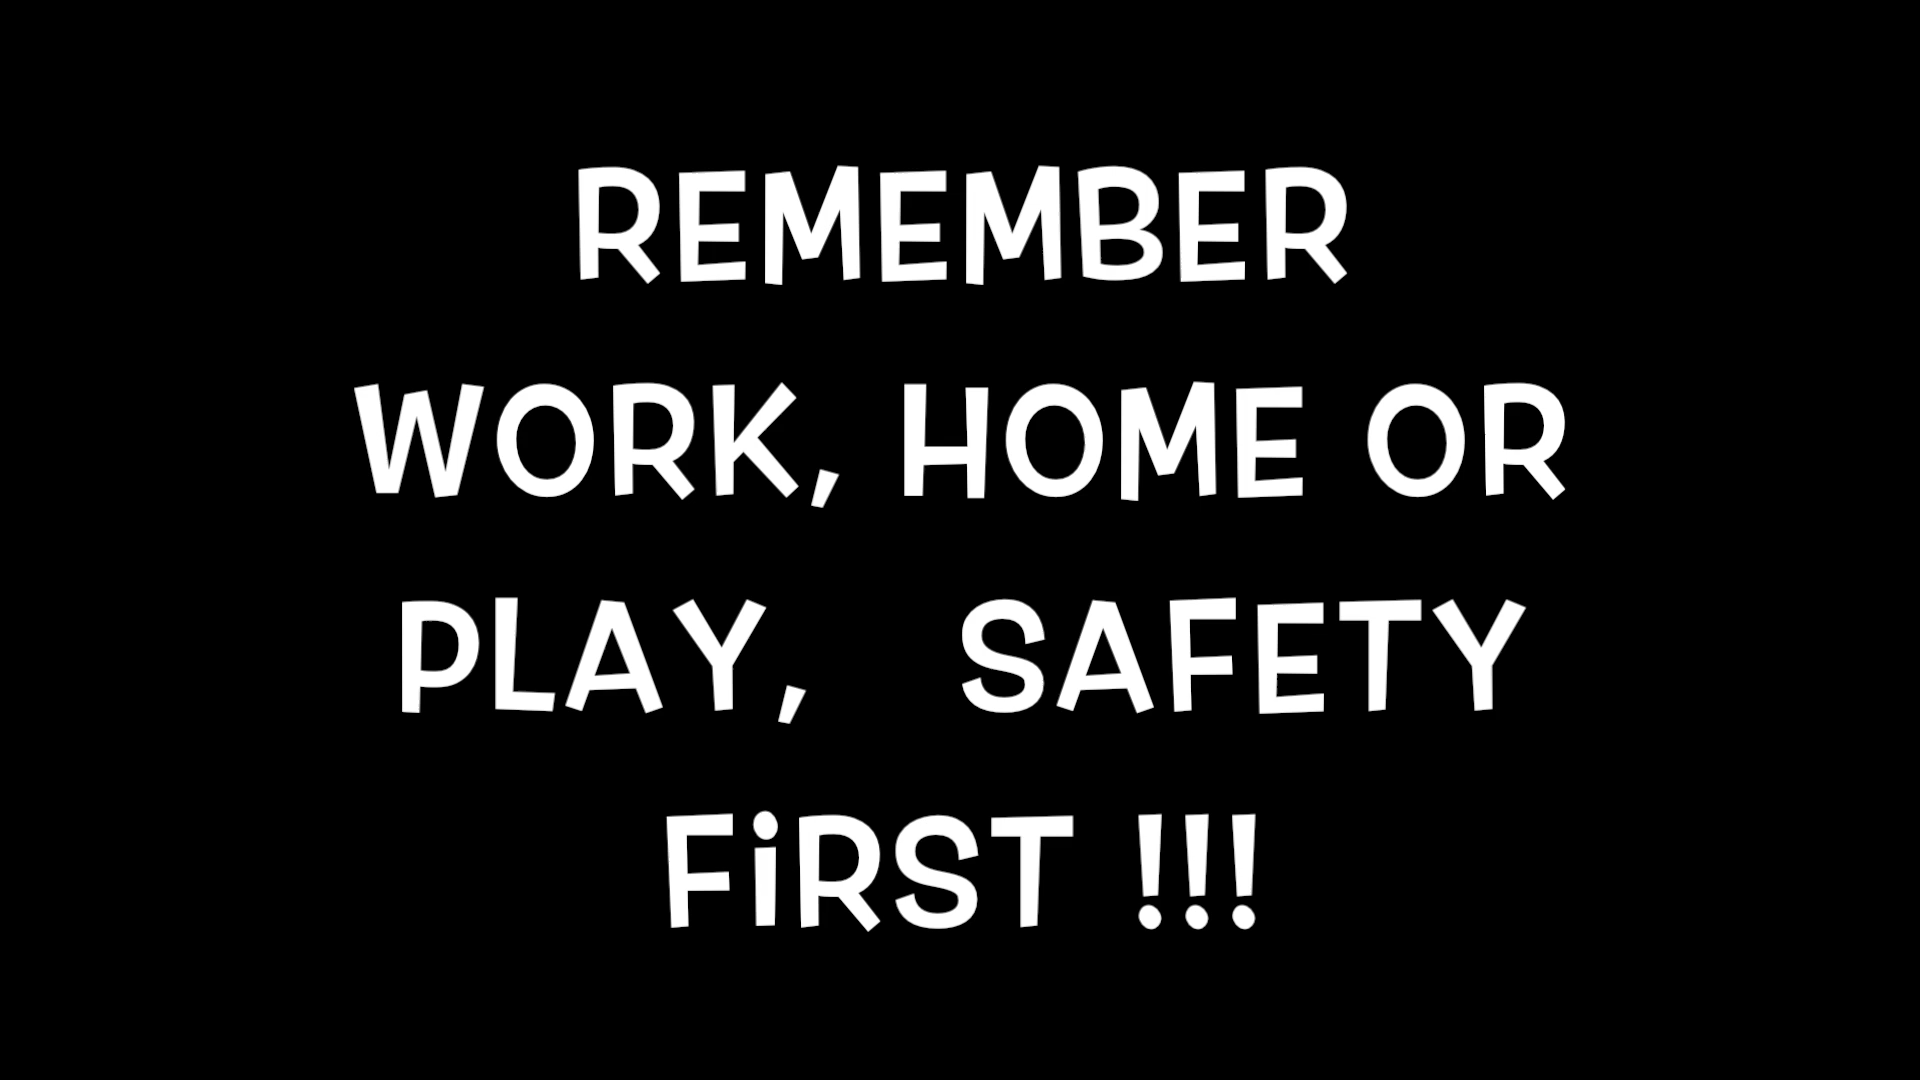 REMEMBER
WORK, HOME OR
PLAY,   SAFETY
FiRST !!!